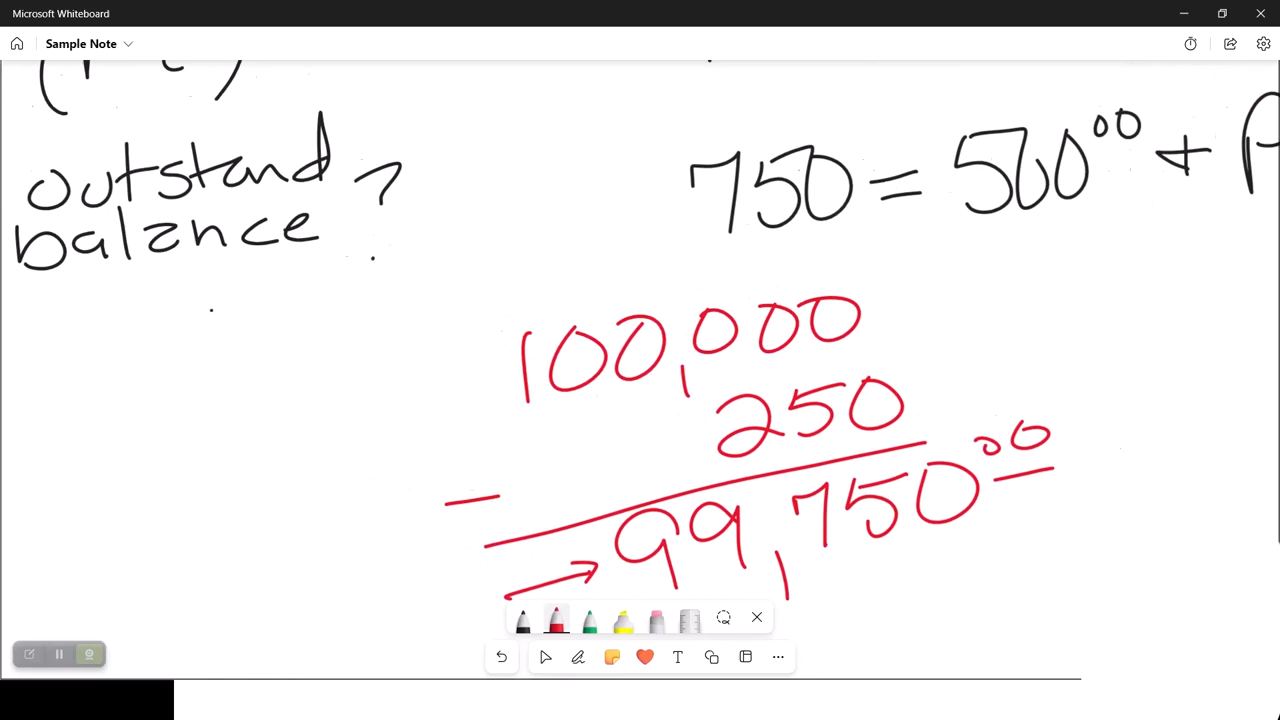 Microsoft Whiteboard
Sample Note
outstand
balance ?
750 = 500⁰⁰ + P
100,000
250
—
99,750⁰⁰